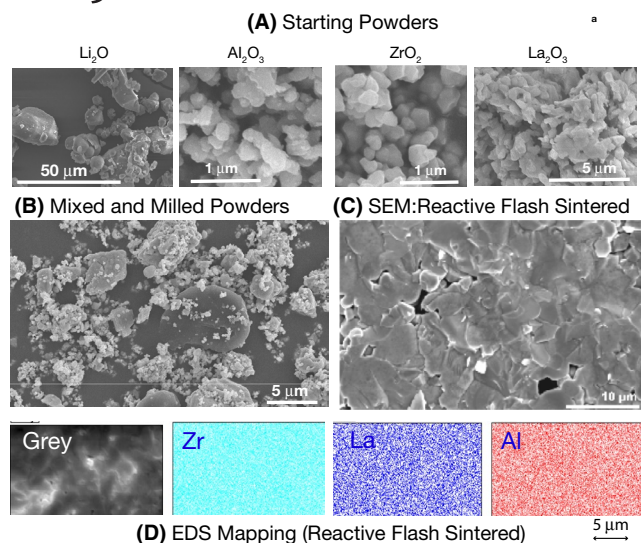 (A) Starting Powders
a
Li₂O
Al₂O₃
ZrO₂
La₂O₃
50 μm
1 μm
1 μm
5 μm
(B) Mixed and Milled Powders
(C) SEM:Reactive Flash Sintered
5 μm
10 μm
Grey
Zr
La
Al
(D) EDS Mapping (Reactive Flash Sintered)
5 μm